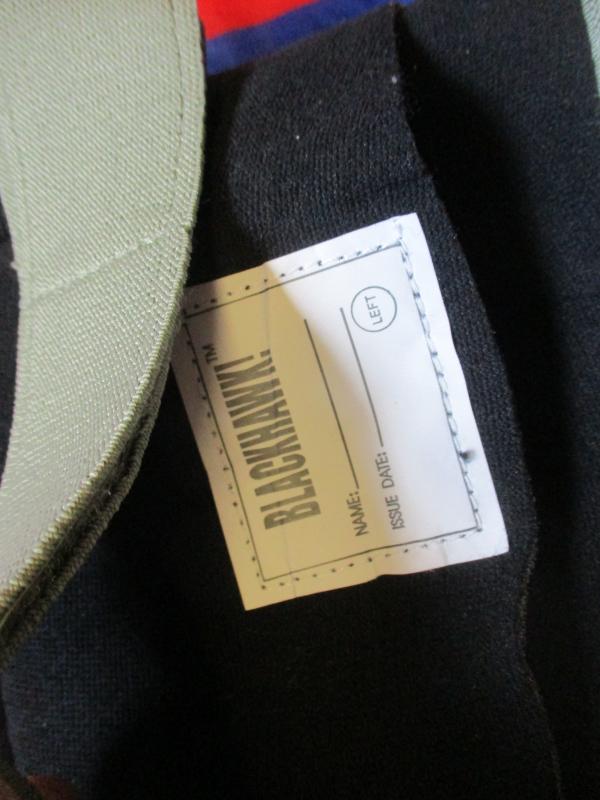 BLACKHAWK!™
NAME:
ISSUE DATE:
LEFT